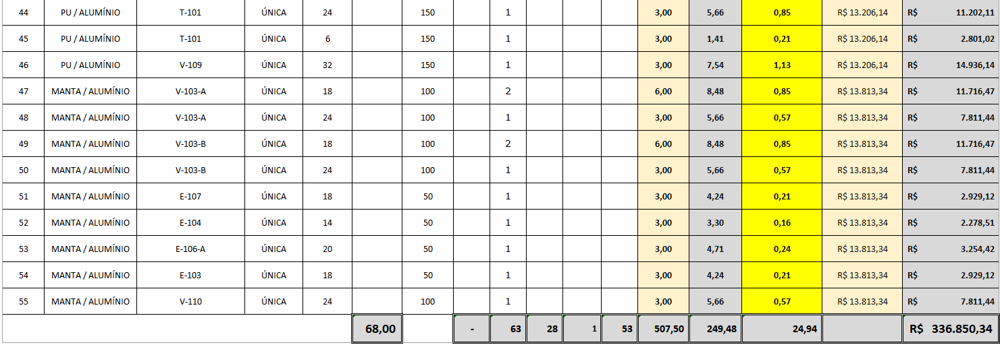 44 PU / ALUMÍNIO T-101 ÚNICA 24 150 1 3,00 5,66 0,85 R$ 13.206,14 R$ 11.202,11
45 PU / ALUMÍNIO T-101 ÚNICA 6 150 1 3,00 1,41 0,21 R$ 13.206,14 R$ 2.801,02
46 PU / ALUMÍNIO V-109 ÚNICA 32 150 1 3,00 7,54 1,13 R$ 13.206,14 R$ 14.936,14
47 MANTA / ALUMÍNIO V-103-A ÚNICA 18 100 2 6,00 8,48 0,85 R$ 13.813,34 R$ 11.716,47
48 MANTA / ALUMÍNIO V-103-A ÚNICA 24 100 1 3,00 5,66 0,57 R$ 13.813,34 R$ 7.811,44
49 MANTA / ALUMÍNIO V-103-B ÚNICA 18 100 2 6,00 8,48 0,85 R$ 13.813,34 R$ 11.716,47
50 MANTA / ALUMÍNIO V-103-B ÚNICA 24 100 1 3,00 5,66 0,57 R$ 13.813,34 R$ 7.811,44
51 MANTA / ALUMÍNIO E-107 ÚNICA 18 50 1 3,00 4,24 0,21 R$ 13.813,34 R$ 2.929,12
52 MANTA / ALUMÍNIO E-104 ÚNICA 14 50 1 3,00 3,30 0,16 R$ 13.813,34 R$ 2.278,51
53 MANTA / ALUMÍNIO E-106-A ÚNICA 20 50 1 3,00 4,71 0,24 R$ 13.813,34 R$ 3.254,42
54 MANTA / ALUMÍNIO E-103 ÚNICA 18 50 1 3,00 4,24 0,21 R$ 13.813,34 R$ 2.929,12
55 MANTA / ALUMÍNIO V-110 ÚNICA 24 100 1 3,00 5,66 0,57 R$ 13.813,34 R$ 7.811,44
68,00 - 63 28 1 53 507,50 249,48 24,94 R$ 336.850,34